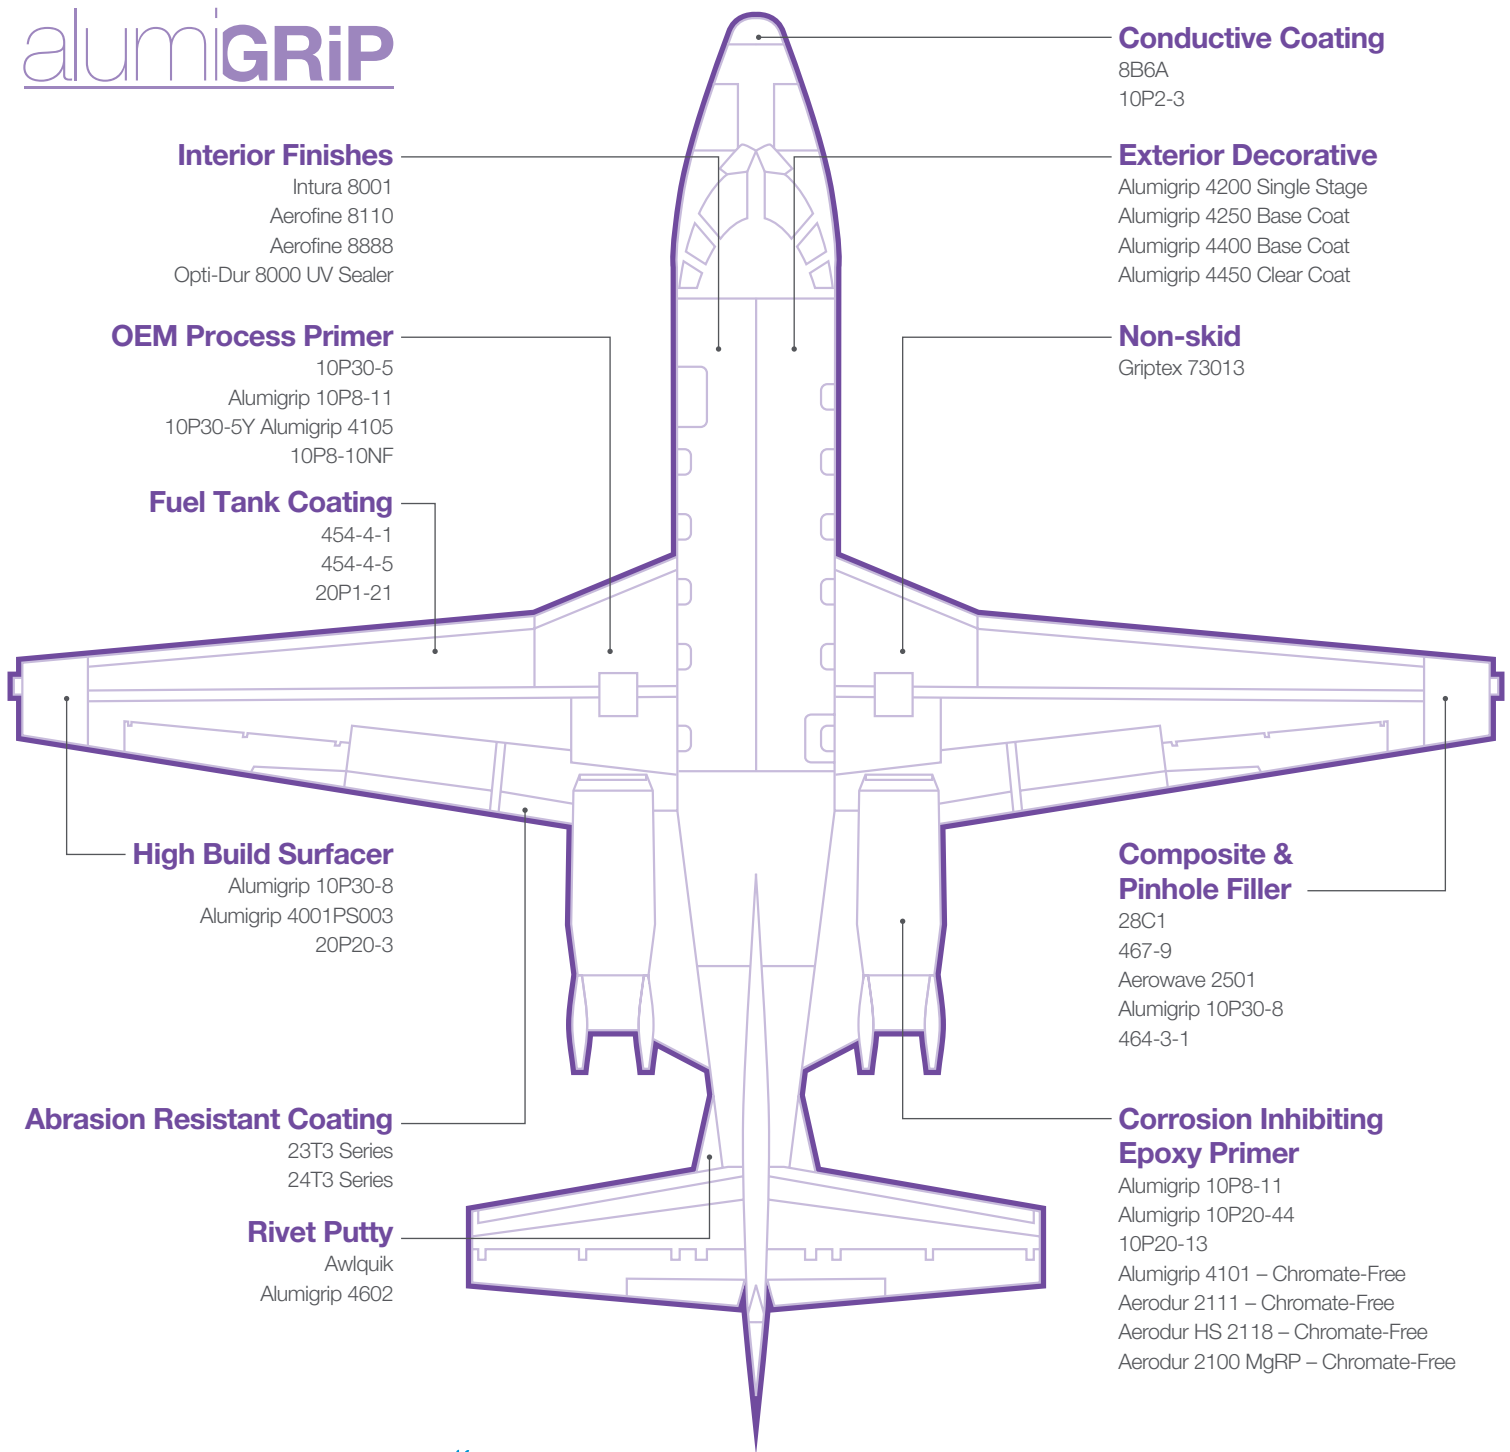 alumiGRiP
Conductive Coating
8B6A
10P2-3
Interior Finishes
Intura 8001
Aerofine 8110
Aerofine 8888
Opti-Dur 8000 UV Sealer
Exterior Decorative
Alumigrip 4200 Single Stage
Alumigrip 4250 Base Coat
Alumigrip 4400 Base Coat
Alumigrip 4450 Clear Coat
OEM Process Primer
10P30-5
Alumigrip 10P8-11
10P30-5Y Alumigrip 4105
10P8-10NF
Non-skid
Griptex 73013
Fuel Tank Coating
454-4-1
454-4-5
20P1-21
High Build Surfacer
Alumigrip 10P30-8
Alumigrip 4001PS003
20P20-3
Composite &
Pinhole Filler
28C1
467-9
Aerowave 2501
Alumigrip 10P30-8
464-3-1
Abrasion Resistant Coating
23T3 Series
24T3 Series
Rivet Putty
Awlquik
Alumigrip 4602
Corrosion Inhibiting
Epoxy Primer
Alumigrip 10P8-11
Alumigrip 10P20-44
10P20-13
Alumigrip 4101 – Chromate-Free
Aerodur 2111 – Chromate-Free
Aerodur HS 2118 – Chromate-Free
Aerodur 2100 MgRP – Chromate-Free